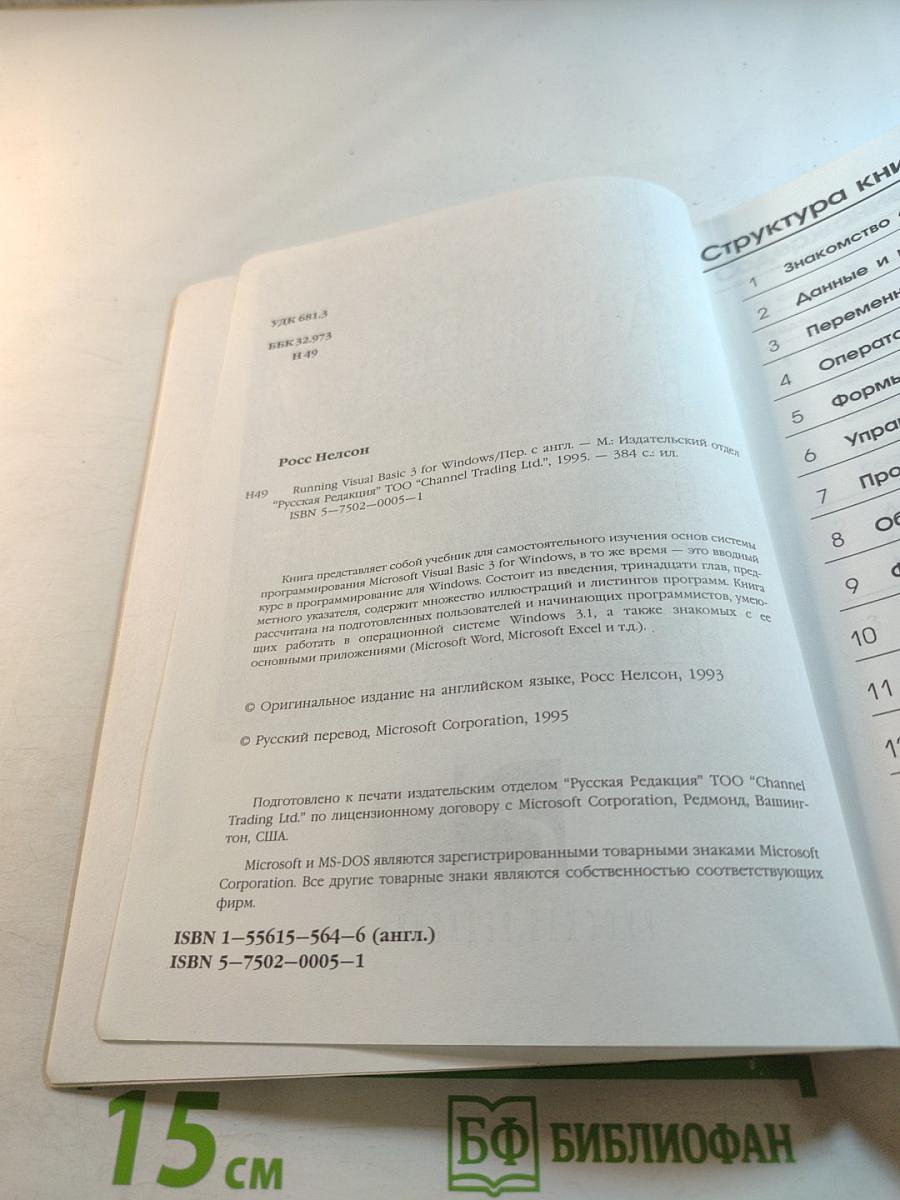 УДК 681.3
ББК 32.973
Н 49
Росс Нелсон
Н49 Running Visual Basic 3 for Windows/Пер. с англ. — М.: Издательский отдел
"Русская Редакция" ТОО "Channel Trading Ltd.", 1995. — 384 с.: ил.
ISBN 5—7502—0005—1
Книга представляет собой учебник для самостоятельного изучения основ системы
программирования Microsoft Visual Basic 3 for Windows, в то же время — это вводный
курс в программирование для Windows. Состоит из введения, тринадцати глав, пред-
метного указателя, содержит множество иллюстраций и листингов программ. Книга
рассчитана на подготовленных пользователей и начинающих программистов, умею-
щих работать в операционной системе Windows 3.1, а также знакомых с ее
основными приложениями (Microsoft Word, Microsoft Excel и т.д.).
© Оригинальное издание на английском языке, Росс Нелсон, 1993
© Русский перевод, Microsoft Corporation, 1995
Подготовлено к печати издательским отделом "Русская Редакция" ТОО "Channel
Trading Ltd." по лицензионному договору с Microsoft Corporation, Редмонд, Вашинг-
тон, США.
Microsoft и MS-DOS являются зарегистрированными товарными знаками Microsoft
Corporation. Все другие товарные знаки являются собственностью соответствующих
фирм.
ISBN 1—55615—564—6 (англ.)
ISBN 5—7502—0005—1
Структура
1 Знакомство
2 Данные и
3
4
5
6
7
8
9
10
11
15 см
БФ БИБЛИОФАН